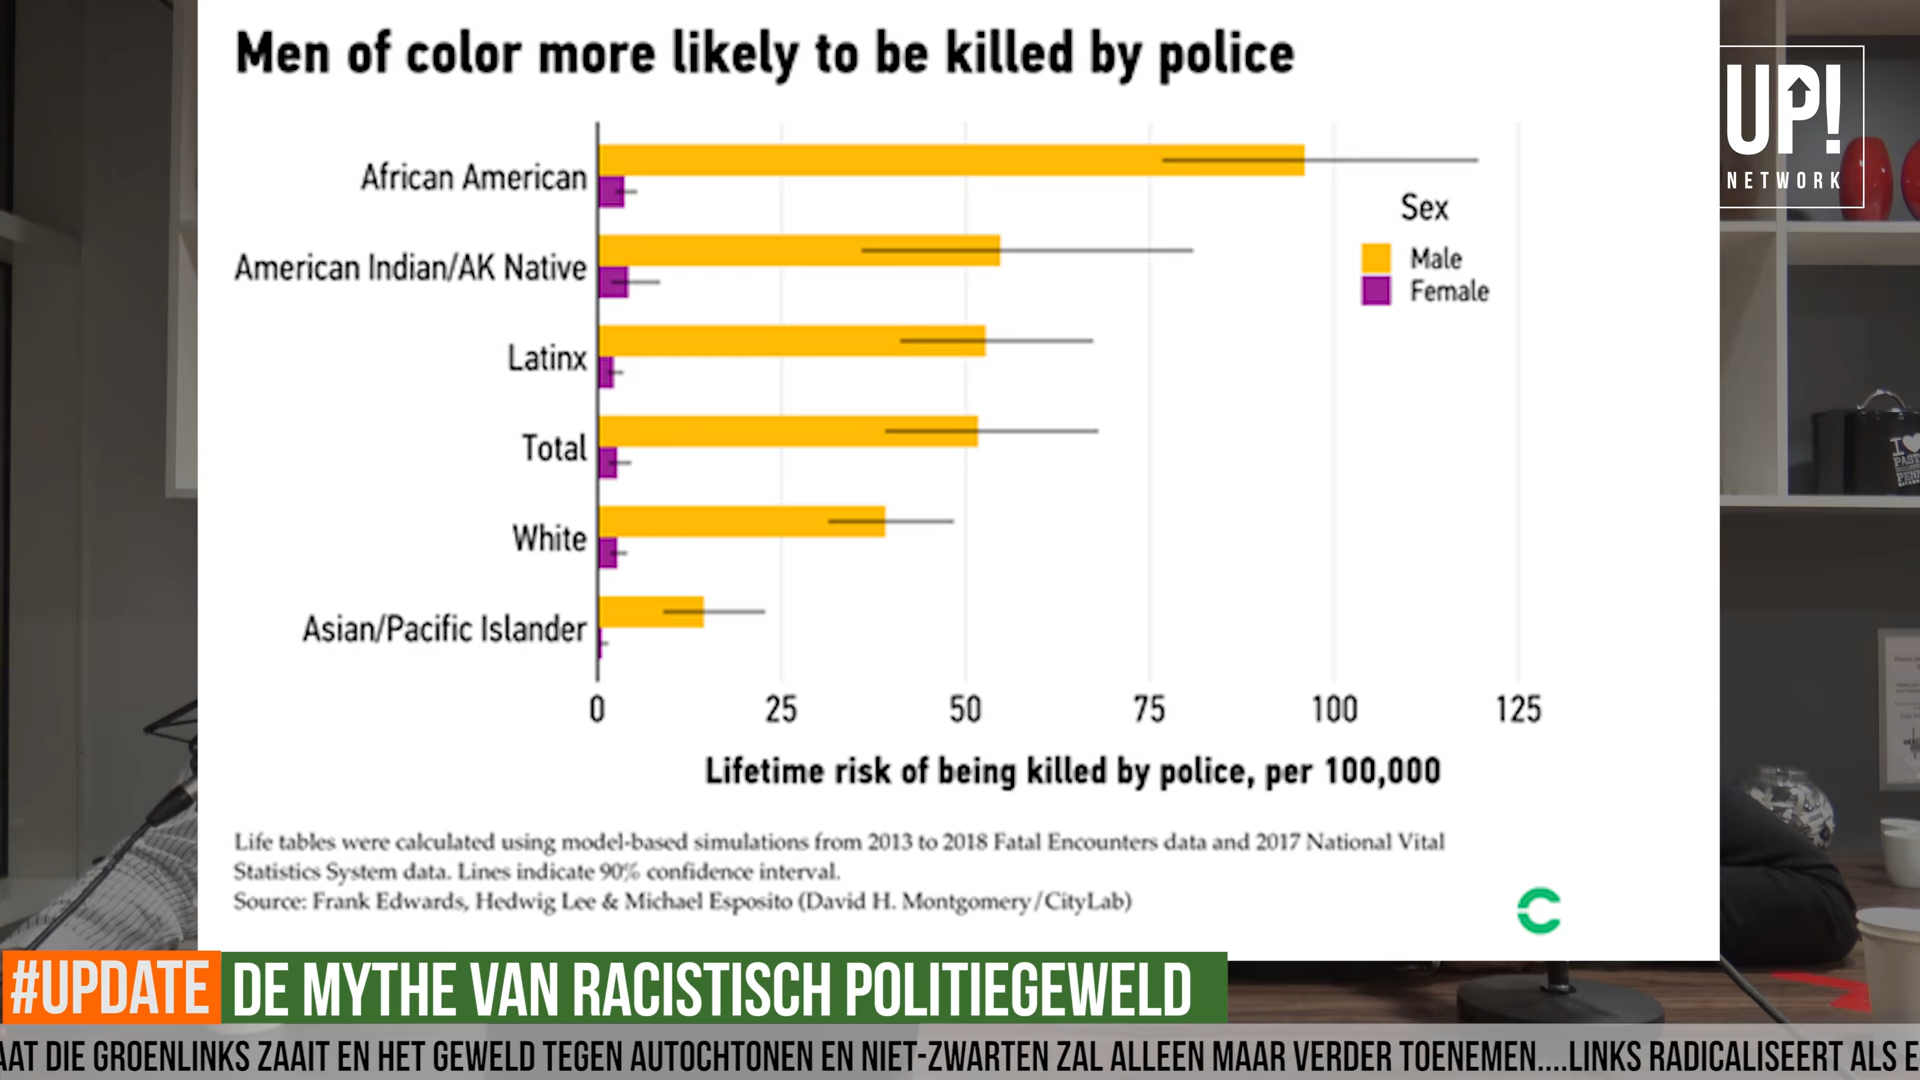 Men of color more likely to be killed by police
African American
American Indian/AK Native
Latinx
Total
White
Asian/Pacific Islander
Sex
Male
Female
0 25 50 75 100 125
Lifetime risk of being killed by police, per 100,000
Life tables were calculated using model-based simulations from 2013 to 2018 Fatal Encounters data and 2017 National Vital
Statistics System data. Lines indicate 90% confidence interval.
Source: Frank Edwards, Hedwig Lee & Michael Esposito (David H. Montgomery/CityLab)
UP!
NETWORK
I
#UPDATE DE MYTHE VAN RACISTISCH POLITIEGEWELD
AAT DIE GROENLINKS ZAAIT EN HET GEWELD TEGEN AUTOCHTONEN EN NIET-ZWARTEN ZAL ALLEEN MAAR VERDER TOENEMEN....LINKS RADICALISEERT ALS E